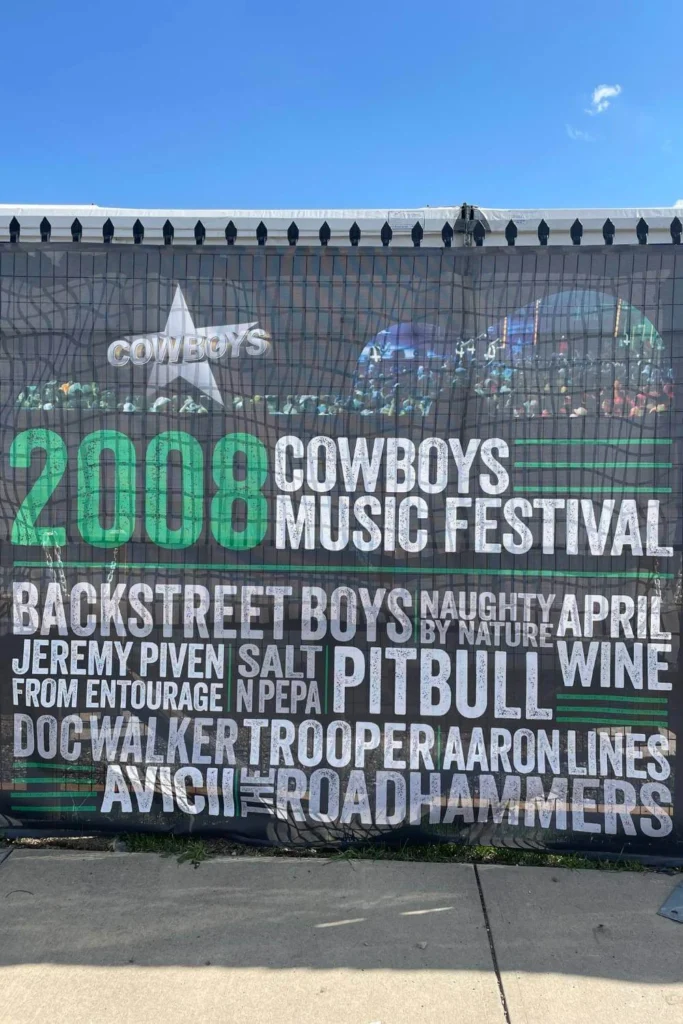 COWBOYS
2008 COWBOYS
MUSIC FESTIVAL
BACKSTREET BOYS NAUGHTY BY NATURE APRIL WINE
JEREMY PIVEN FROM ENTOURAGE SALT N PEPA PITBULL
DOC WALKER TROOPER AARON LINES
AVICII THE ROADHAMMERS